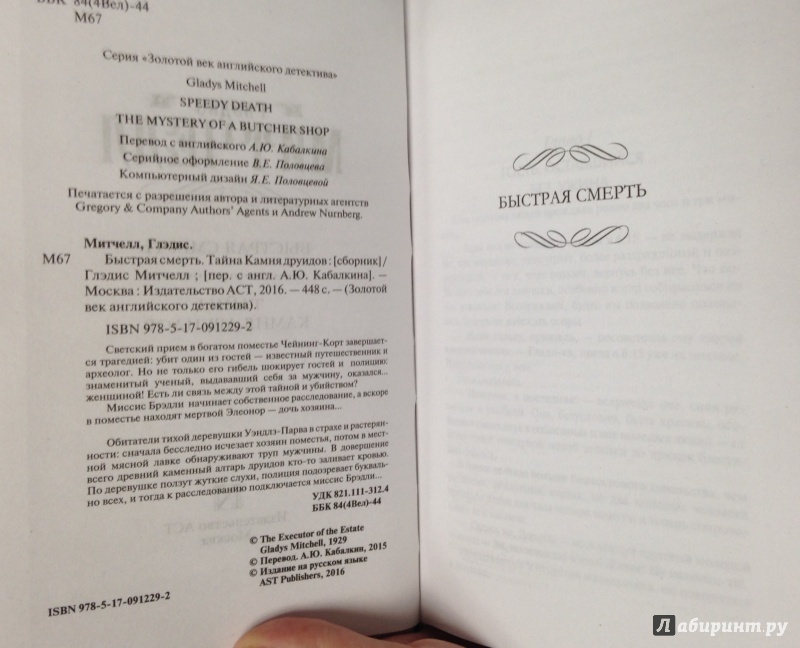 ББК 84(4Вел)-44
М67
Серия «Золотой век английского детектива»
Gladys Mitchell
SPEEDY DEATH
THE MYSTERY OF A BUTCHER SHOP
Перевод с английского А.Ю. Кабалкина
Серийное оформление В.Е. Половцева
Компьютерный дизайн Я.Е. Половцевой
Печатается с разрешения автора и литературных агентств
Gregory & Company Authors' Agents и Andrew Nurnberg.
Митчелл, Глэдис.
М67 Быстрая смерть. Тайна Камня друидов : [сборник] /
Глэдис Митчелл ; [пер. с англ. А.Ю. Кабалкина]. —
Москва : Издательство АСТ, 2016. — 448 с. — (Золотой
век английского детектива).
ISBN 978-5-17-091229-2
Светский прием в богатом поместье Чейнинг-Корт завершает-
ся трагедией: убит один из гостей — известный путешественник и
археолог. Но не только его гибель шокирует гостей и полицию:
знаменитый ученый, выдававший себя за мужчину, оказался...
женщиной! Есть ли связь между этой тайной и убийством?
Миссис Брэдли начинает собственное расследование, а вскоре
в поместье находят мертвой Элеонор — дочь хозяина...
Обитатели тихой деревушки Уэндлз-Парва в страхе и растерян-
ности: сначала бесследно исчезает хозяин поместья, потом в мест-
ной мясной лавке обнаруживают труп мужчины. В довершение
всего древний каменный алтарь друидов кто-то заливает кровью.
По деревушке ползут жуткие слухи, полиция подозревает букваль-
но всех, и тогда к расследованию подключается миссис Брэдли...
УДК 821.111-312.4
ББК 84(4Вел)-44
© The Executor of the Estate
Gladys Mitchell, 1929
© Перевод. А.Ю. Кабалкин, 2015
© Издание на русском языке
AST Publishers, 2016
ISBN 978-5-17-091229-2
БЫСТРАЯ СМЕРТЬ
Лабиринт.ру